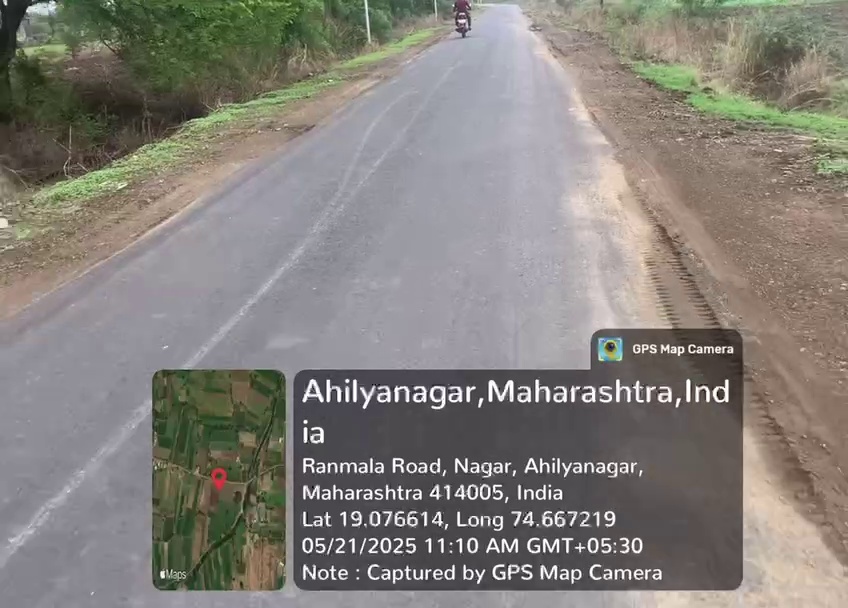 GPS Map Camera
Ahilyanagar,Maharashtra,Ind
ia
Ranmala Road, Nagar, Ahilyanagar,
Maharashtra 414005, India
Lat 19.076614, Long 74.667219
05/21/2025 11:10 AM GMT+05:30
Note : Captured by GPS Map Camera
Maps